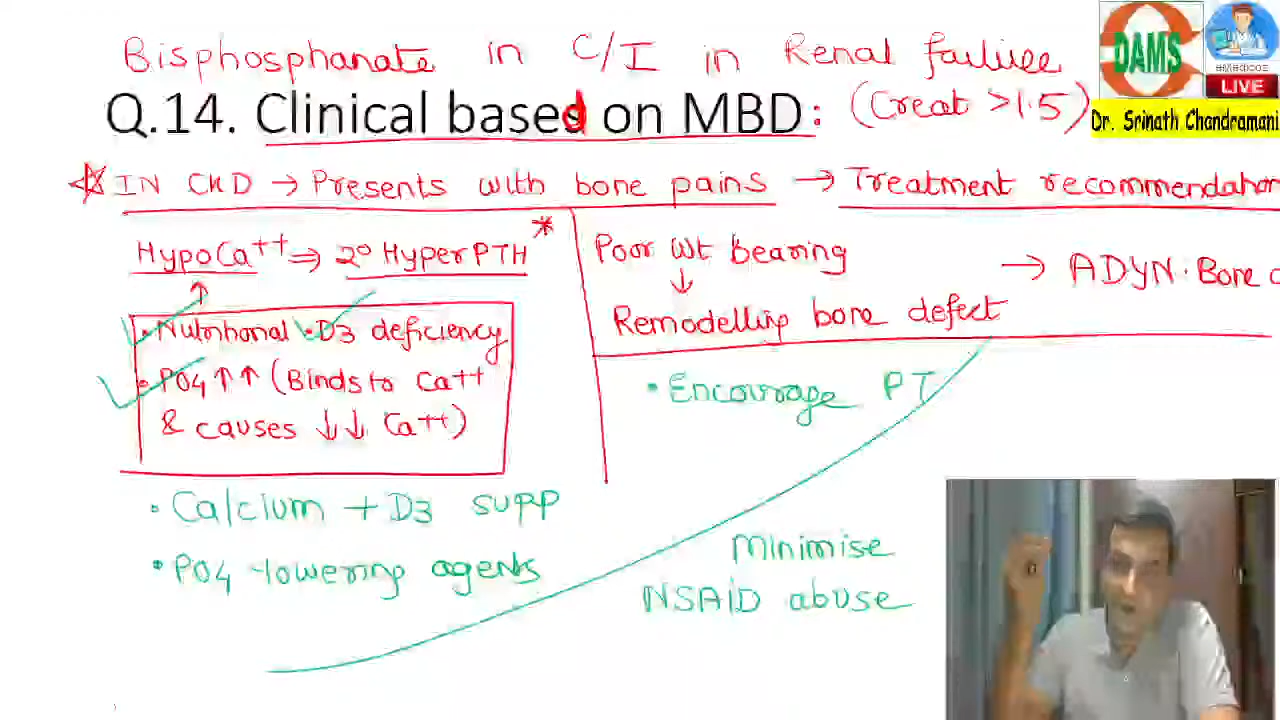 Bisphosphanate in C/I in Renal failure
DAMS
eMEDICOZ
LIVE
Q.14. Clinical based on MBD: (Creat >1.5)
Dr. Srinath Chandramani
IN CKD → Presents with bone pains → Treatment recommendation
HypoCa++ ⇒ 2° HyperPTH *
↑
• Nutritional • D3 deficiency
• PO4 ↑↑ (Binds to Ca++
& causes ↓↓ Ca++)
• Calcium + D3 supp
• PO4 lowering agents
Poor wt bearing
↓
Remodelling bone defect
→ ADYN. Bone
• Encourage PT
Minimise
NSAID abuse